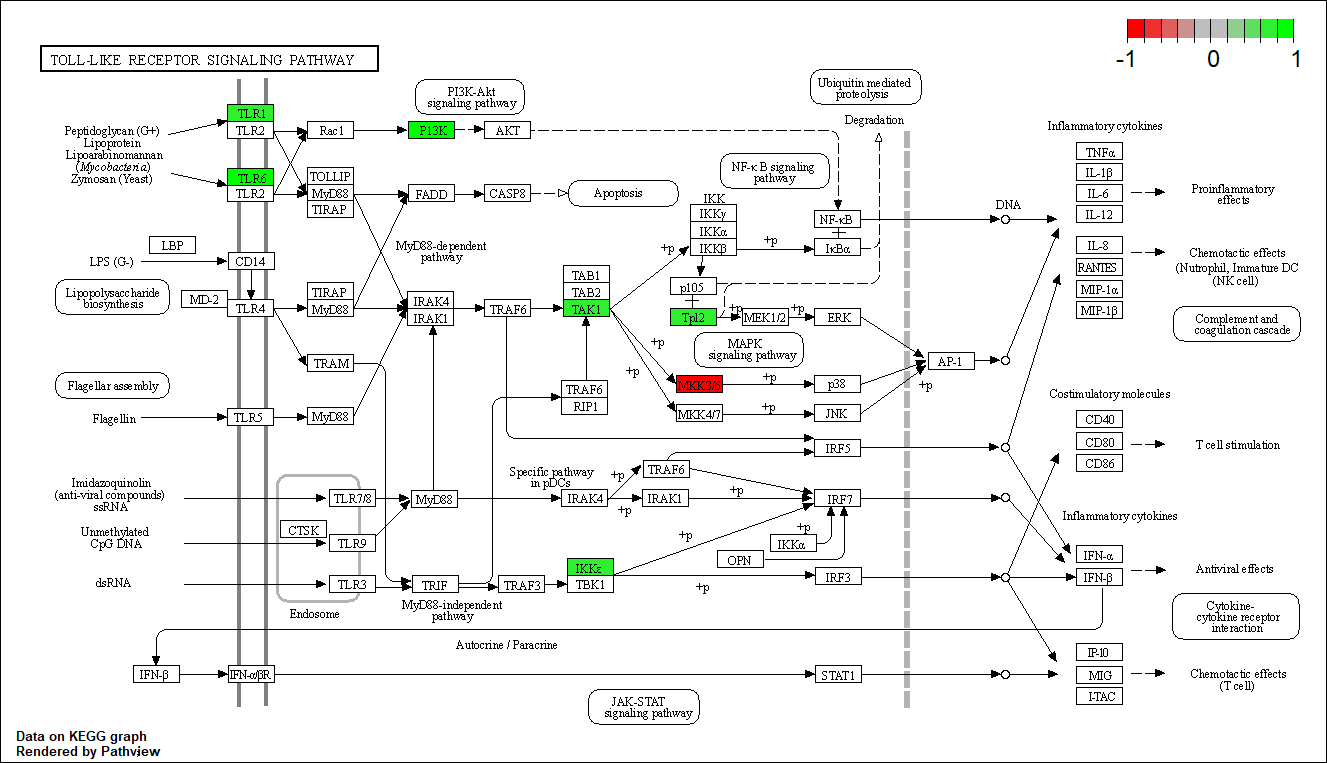 -1 0 1
TOLL-LIKE RECEPTOR SIGNALING PATHWAY
PI3K-Akt
signaling pathway
Ubiquitin mediated
proteolysis
Degradation
Peptidoglycan (G+)
Lipoprotein
Lipoarabinomannan
(Mycobacteria)
Zymosan (Yeast)
TLR1
TLR2
Rac1
PI3K
AKT
TLR6
TLR2
TOLLIP
MyD88
TIRAP
FADD
CASP8
Apoptosis
NF-κB signaling
pathway
IKK
IKKγ
IKKα
IKKβ
+p
+p
NF-κB
IκBα
DNA
Inflammatory cytokines
TNFα
IL-1β
IL-6
IL-12
Proinflammatory
effects
IL-8
RANTES
MIP-1α
MIP-1β
Chemotactic effects
(Nutrophil, Immature DC
(NK cell)
Complement and
coagulation cascade
LBP
LPS (G-)
CD14
MyD88-dependent
pathway
Lipopolysaccharide
biosynthesis
MD-2
TLR4
TIRAP
MyD88
IRAK4
IRAK1
TRAF6
TAB1
TAB2
TAK1
p105
Tpl2
+p
MEK1/2
+p
ERK
MAPK
signaling pathway
AP-1
+p
TRAM
+p
+p
MKK3/6
+p
p38
MKK4/7
+p
JNK
Flagellar assembly
Flagellin
TLR5
MyD88
TRAF6
RIP1
IRF5
Costimulatory molecules
CD40
CD80
CD86
T cell stimulation
Imidazoquinolin
(anti-viral compounds)
ssRNA
TLR7/8
MyD88
Specific pathway
in pDCs
IRAK4
+p
+p
TRAF6
IRAK1
+p
IRF7
Unmethylated
CpG DNA
CTSK
TLR9
+p
+p
IKKα
OPN
Inflammatory cytokines
IFN-α
IFN-β
Antiviral effects
dsRNA
TLR3
TRIF
TRAF3
IKKε
TBK1
+p
IRF3
Endosome
MyD88-independent
pathway
Cytokine-
cytokine receptor
interaction
Autocrine / Paracrine
IFN-β
IFN-α/βR
STAT1
IP-10
MIG
I-TAC
Chemotactic effects
(T cell)
JAK-STAT
signaling pathway
Data on KEGG graph
Rendered by Pathview